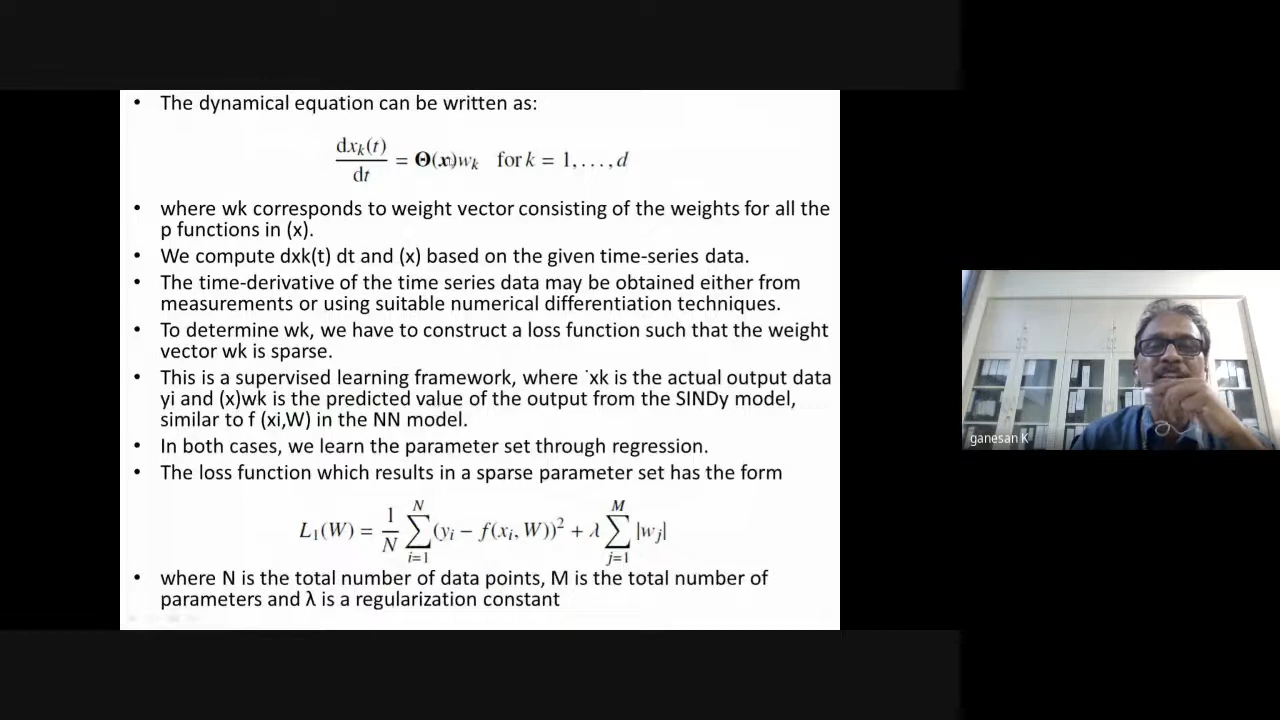 • The dynamical equation can be written as:
dxₖ(t)/dt = Θ(x)wₖ for k = 1, . . . , d
• where wk corresponds to weight vector consisting of the weights for all the
p functions in (x).
• We compute dxk(t) dt and (x) based on the given time-series data.
• The time-derivative of the time series data may be obtained either from
measurements or using suitable numerical differentiation techniques.
• To determine wk, we have to construct a loss function such that the weight
vector wk is sparse.
• This is a supervised learning framework, where ˙xk is the actual output data
yi and (x)wk is the predicted value of the output from the SINDy model,
similar to f (xi,W) in the NN model.
• In both cases, we learn the parameter set through regression.
• The loss function which results in a sparse parameter set has the form
L₁(W) = 1/N ∑_{i=1}^{N} (yᵢ − f(xᵢ, W))² + λ ∑_{j=1}^{M} |wⱼ|
• where N is the total number of data points, M is the total number of
parameters and λ is a regularization constant
ganesan K